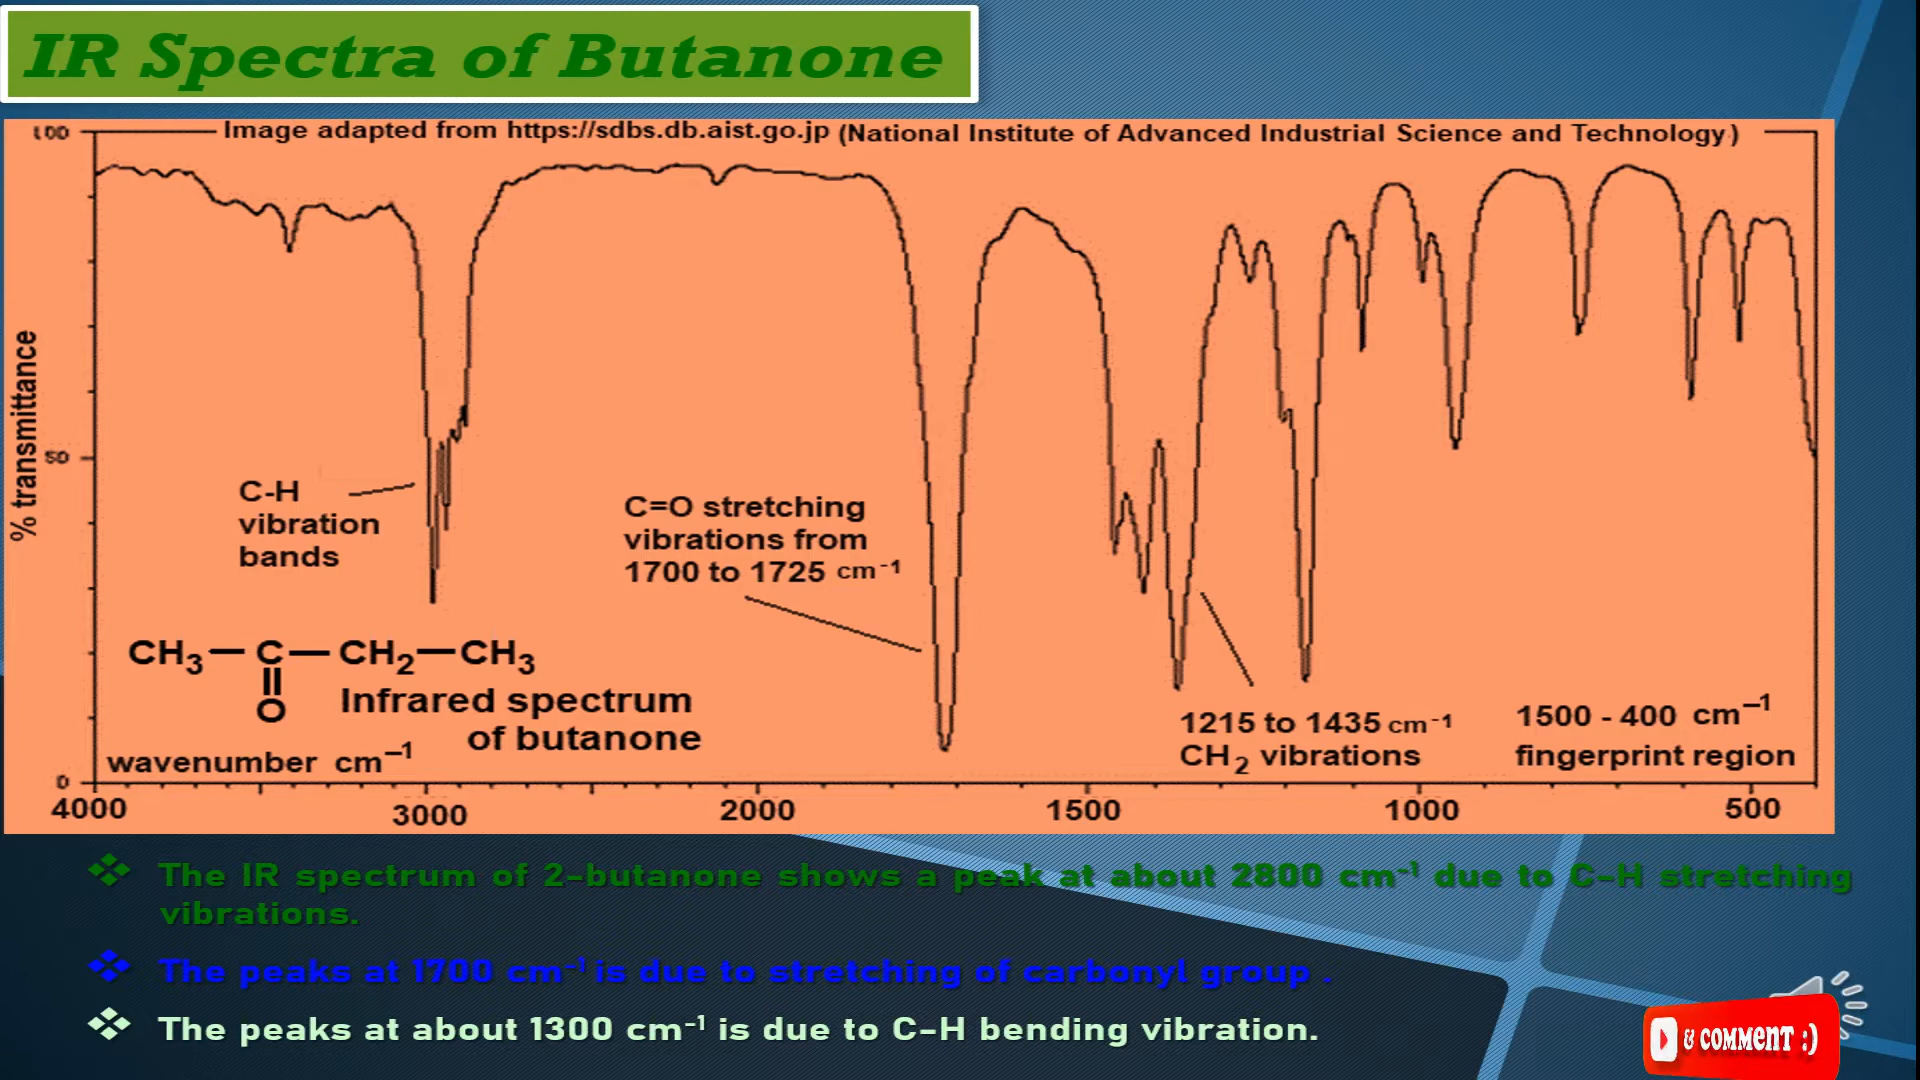 IR Spectra of Butanone
Image adapted from https://sdbs.db.aist.go.jp (National Institute of Advanced Industrial Science and Technology)
100
% transmittance
50
C-H
vibration
bands
C=O stretching
vibrations from
1700 to 1725 cm⁻¹
CH₃—C—CH₂—CH₃
O
Infrared spectrum
of butanone
1215 to 1435 cm⁻¹
CH₂ vibrations
1500 - 400 cm⁻¹
fingerprint region
wavenumber cm⁻¹
0
4000 3000 2000 1500 1000 500
The IR spectrum of 2-butanone shows a peak at about 2800 cm⁻¹ due to C-H stretching
vibrations.
The peaks at 1700 cm⁻¹ is due to stretching of carbonyl group .
The peaks at about 1300 cm⁻¹ is due to C-H bending vibration.
& COMMENT :)